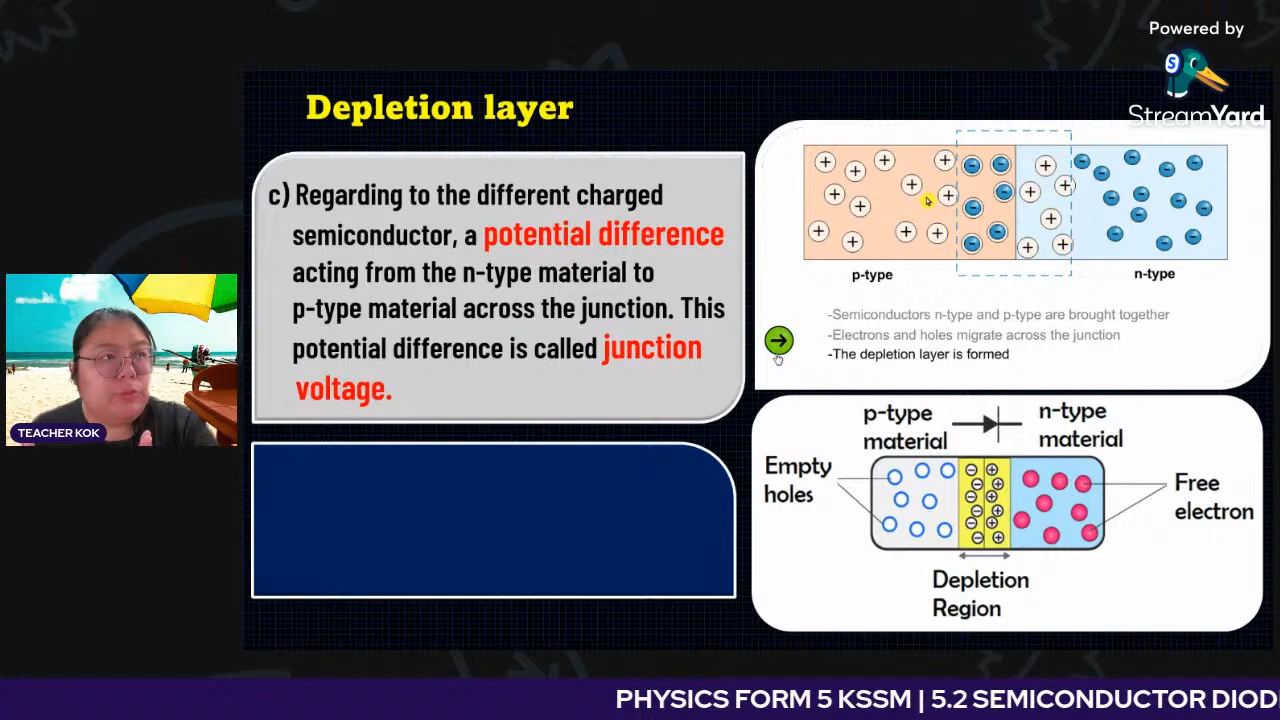 Powered by
StreamYard
Depletion layer
c) Regarding to the different charged
semiconductor, a potential difference
acting from the n-type material to
p-type material across the junction. This
potential difference is called junction
voltage.
p-type
n-type
-Semiconductors n-type and p-type are brought together
-Electrons and holes migrate across the junction
-The depletion layer is formed
p-type
material
n-type
material
Empty
holes
Free
electron
Depletion
Region
TEACHER KOK
PHYSICS FORM 5 KSSM | 5.2 SEMICONDUCTOR DIOD